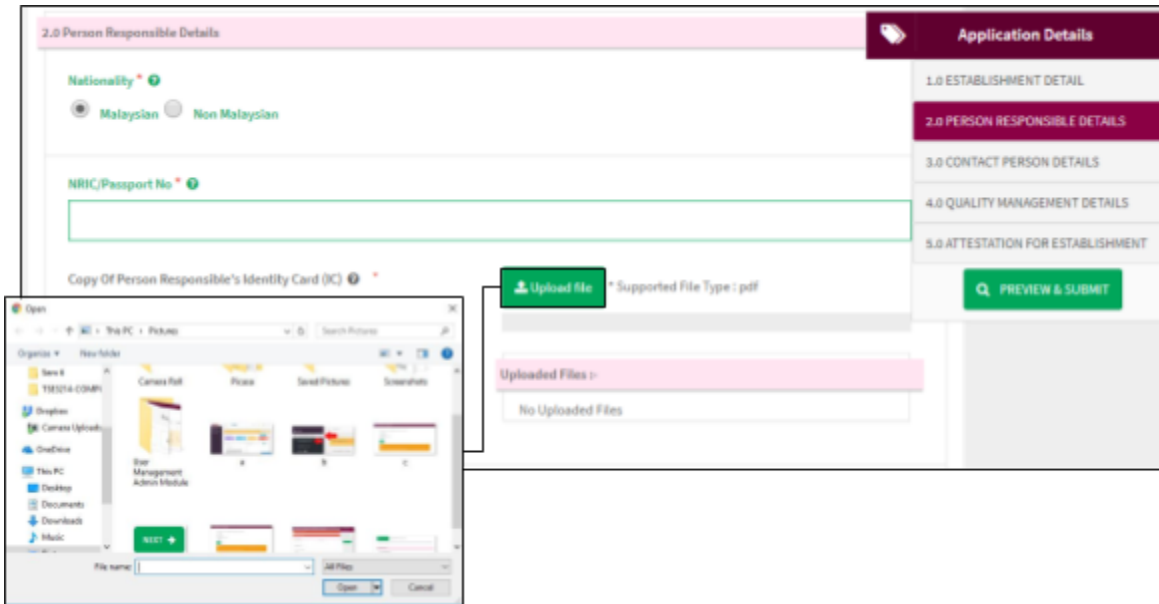 2.0 Person Responsible Details
Nationality *
Malaysian Non Malaysian
NRIC/Passport No *
Copy Of Person Responsible's Identity Card (IC) *
Upload file * Supported File Type : pdf
Uploaded Files :-
No Uploaded Files
Application Details
1.0 ESTABLISHMENT DETAIL
2.0 PERSON RESPONSIBLE DETAILS
3.0 CONTACT PERSON DETAILS
4.0 QUALITY MANAGEMENT DETAILS
5.0 ATTESTATION FOR ESTABLISHMENT
PREVIEW & SUBMIT
Open
This PC › Pictures
Search Pictures
Organize New folder
Dropbox
Camera Uploads
OneDrive
This PC
Desktop
Documents
Downloads
Music
Camera Roll Picasa Saved Pictures Screenshots
User Management Admin Module
a b c
NEXT
File name: All Files
Open Cancel